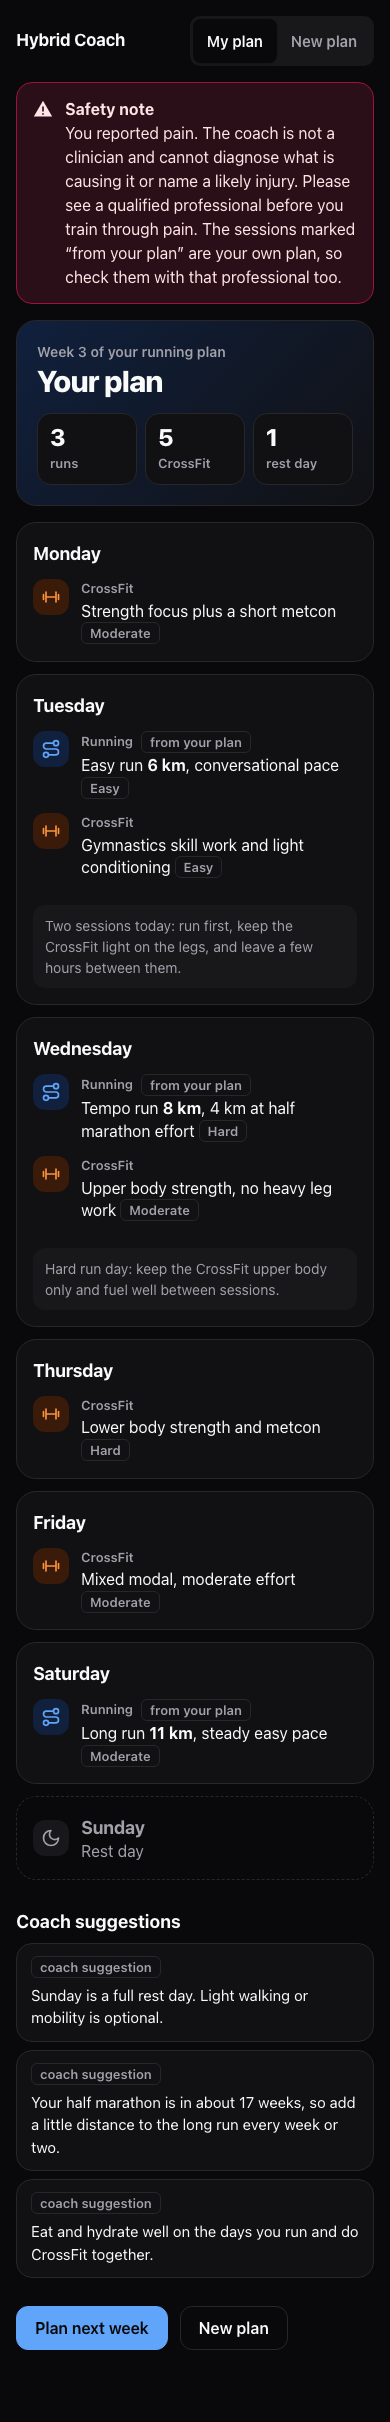 Hybrid Coach
My plan
New plan
Safety note
You reported pain. The coach is not a
clinician and cannot diagnose what is
causing it or name a likely injury. Please
see a qualified professional before you
train through pain. The sessions marked
“from your plan” are your own plan, so
check them with that professional too.
Week 3 of your running plan
Your plan
3
runs
5
CrossFit
1
rest day
Monday
CrossFit
Strength focus plus a short metcon
Moderate
Tuesday
Running from your plan
Easy run 6 km, conversational pace
Easy
CrossFit
Gymnastics skill work and light
conditioning Easy
Two sessions today: run first, keep the
CrossFit light on the legs, and leave a few
hours between them.
Wednesday
Running from your plan
Tempo run 8 km, 4 km at half
marathon effort Hard
CrossFit
Upper body strength, no heavy leg
work Moderate
Hard run day: keep the CrossFit upper body
only and fuel well between sessions.
Thursday
CrossFit
Lower body strength and metcon
Hard
Friday
CrossFit
Mixed modal, moderate effort
Moderate
Saturday
Running from your plan
Long run 11 km, steady easy pace
Moderate
Sunday
Rest day
Coach suggestions
coach suggestion
Sunday is a full rest day. Light walking or
mobility is optional.
coach suggestion
Your half marathon is in about 17 weeks, so add
a little distance to the long run every week or
two.
coach suggestion
Eat and hydrate well on the days you run and do
CrossFit together.
Plan next week
New plan